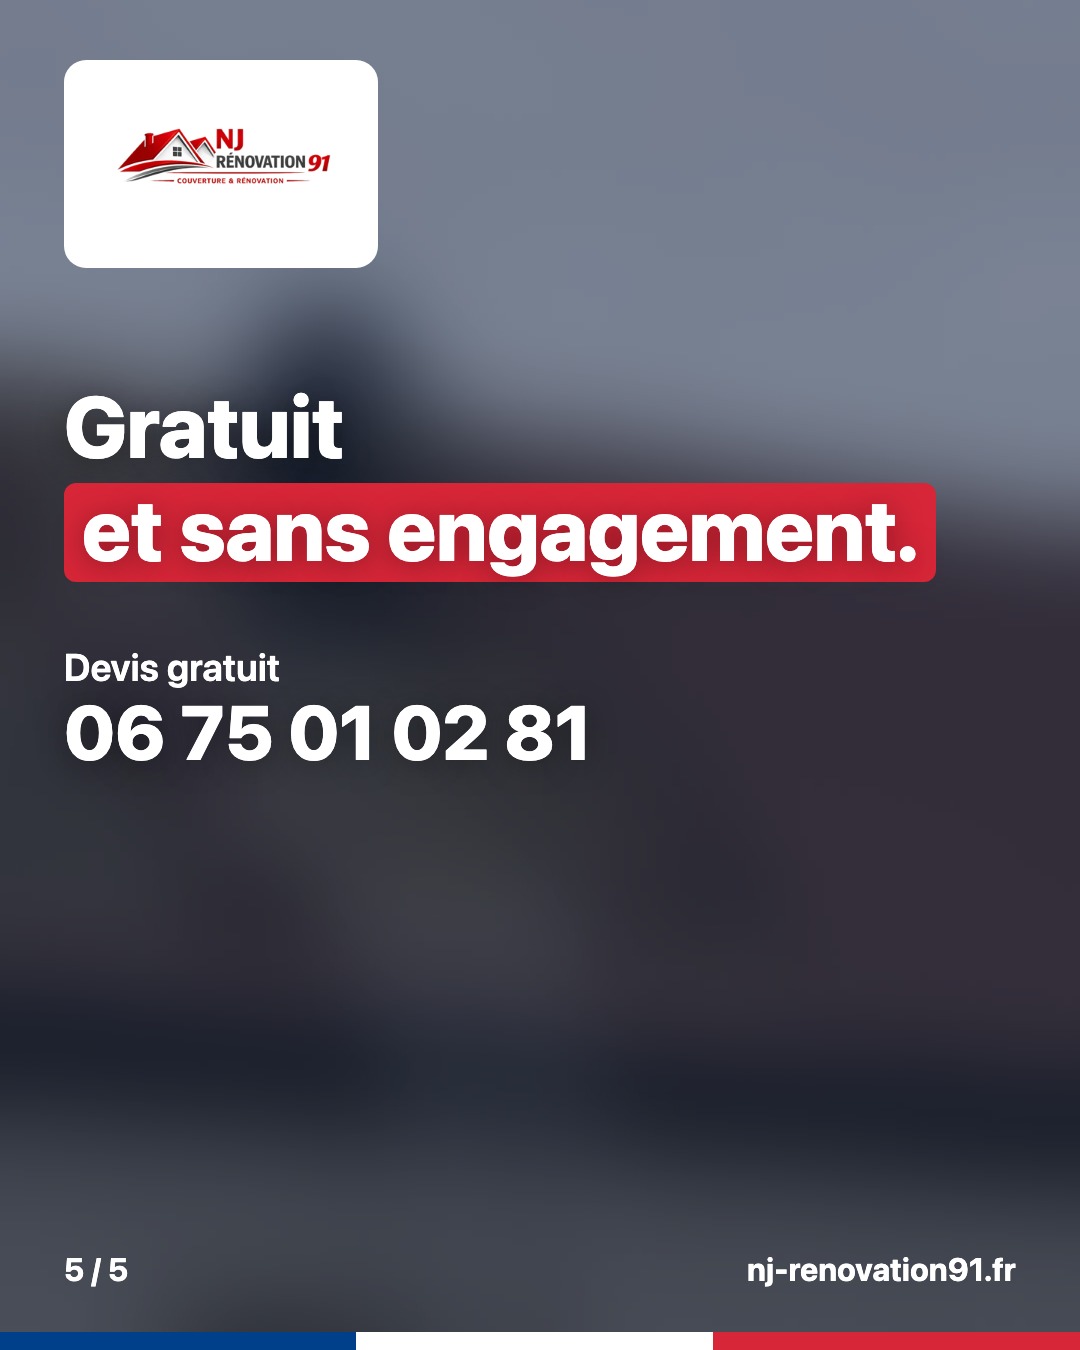 NJ
RÉNOVATION 91
COUVERTURE & RÉNOVATION
Gratuit
et sans engagement.
Devis gratuit
06 75 01 02 81
5 / 5
nj-renovation91.fr